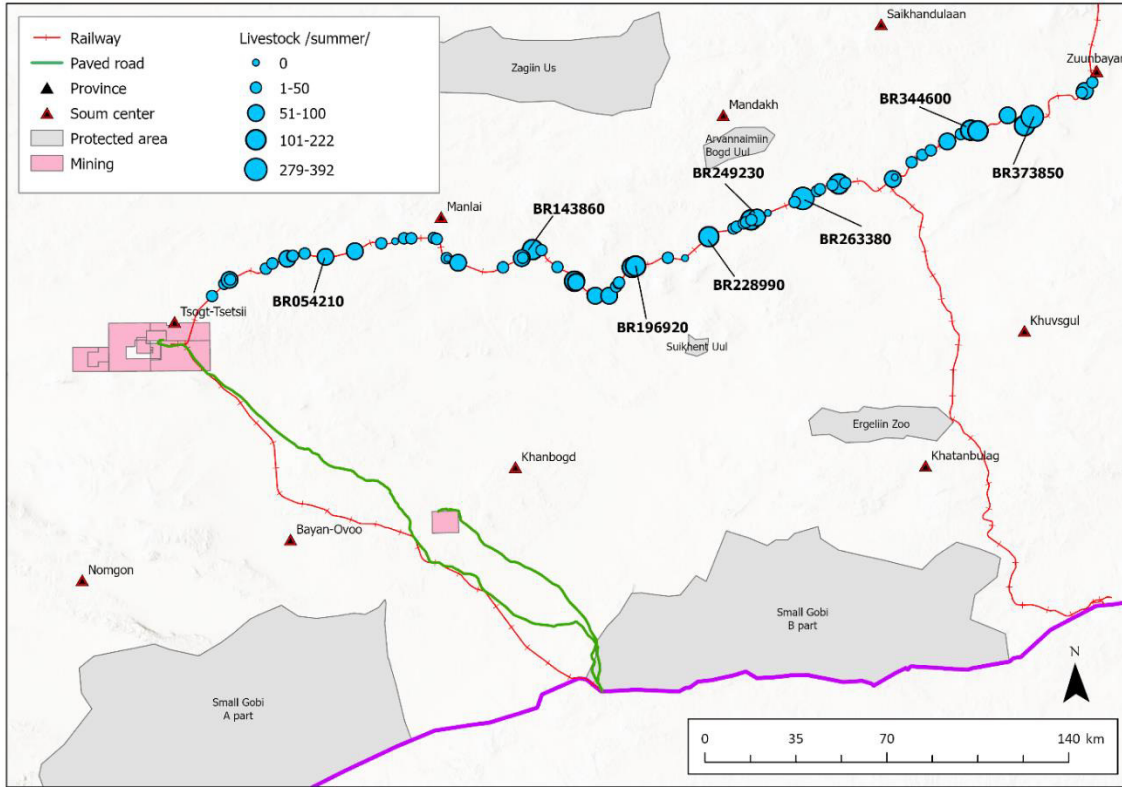 Railway
Paved road
Province
Soum center
Protected area
Mining
Livestock /summer/
0
1-50
51-100
101-222
279-392
Saikhandulaan
Zuunbayan
Zagiin Us
Mandakh
BR344600
Arvannaimiin
Bogd Uul
BR249230
BR373850
Manlai
BR143860
BR263380
BR054210
BR228990
Tsogt-Tsetsii
BR196920
Khuvsgul
Suikhent Uul
Ergeliin Zoo
Khanbogd
Khatanbulag
Bayan-Ovoo
Nomgon
Small Gobi
B part
Small Gobi
A part
N
0 35 70 140 km